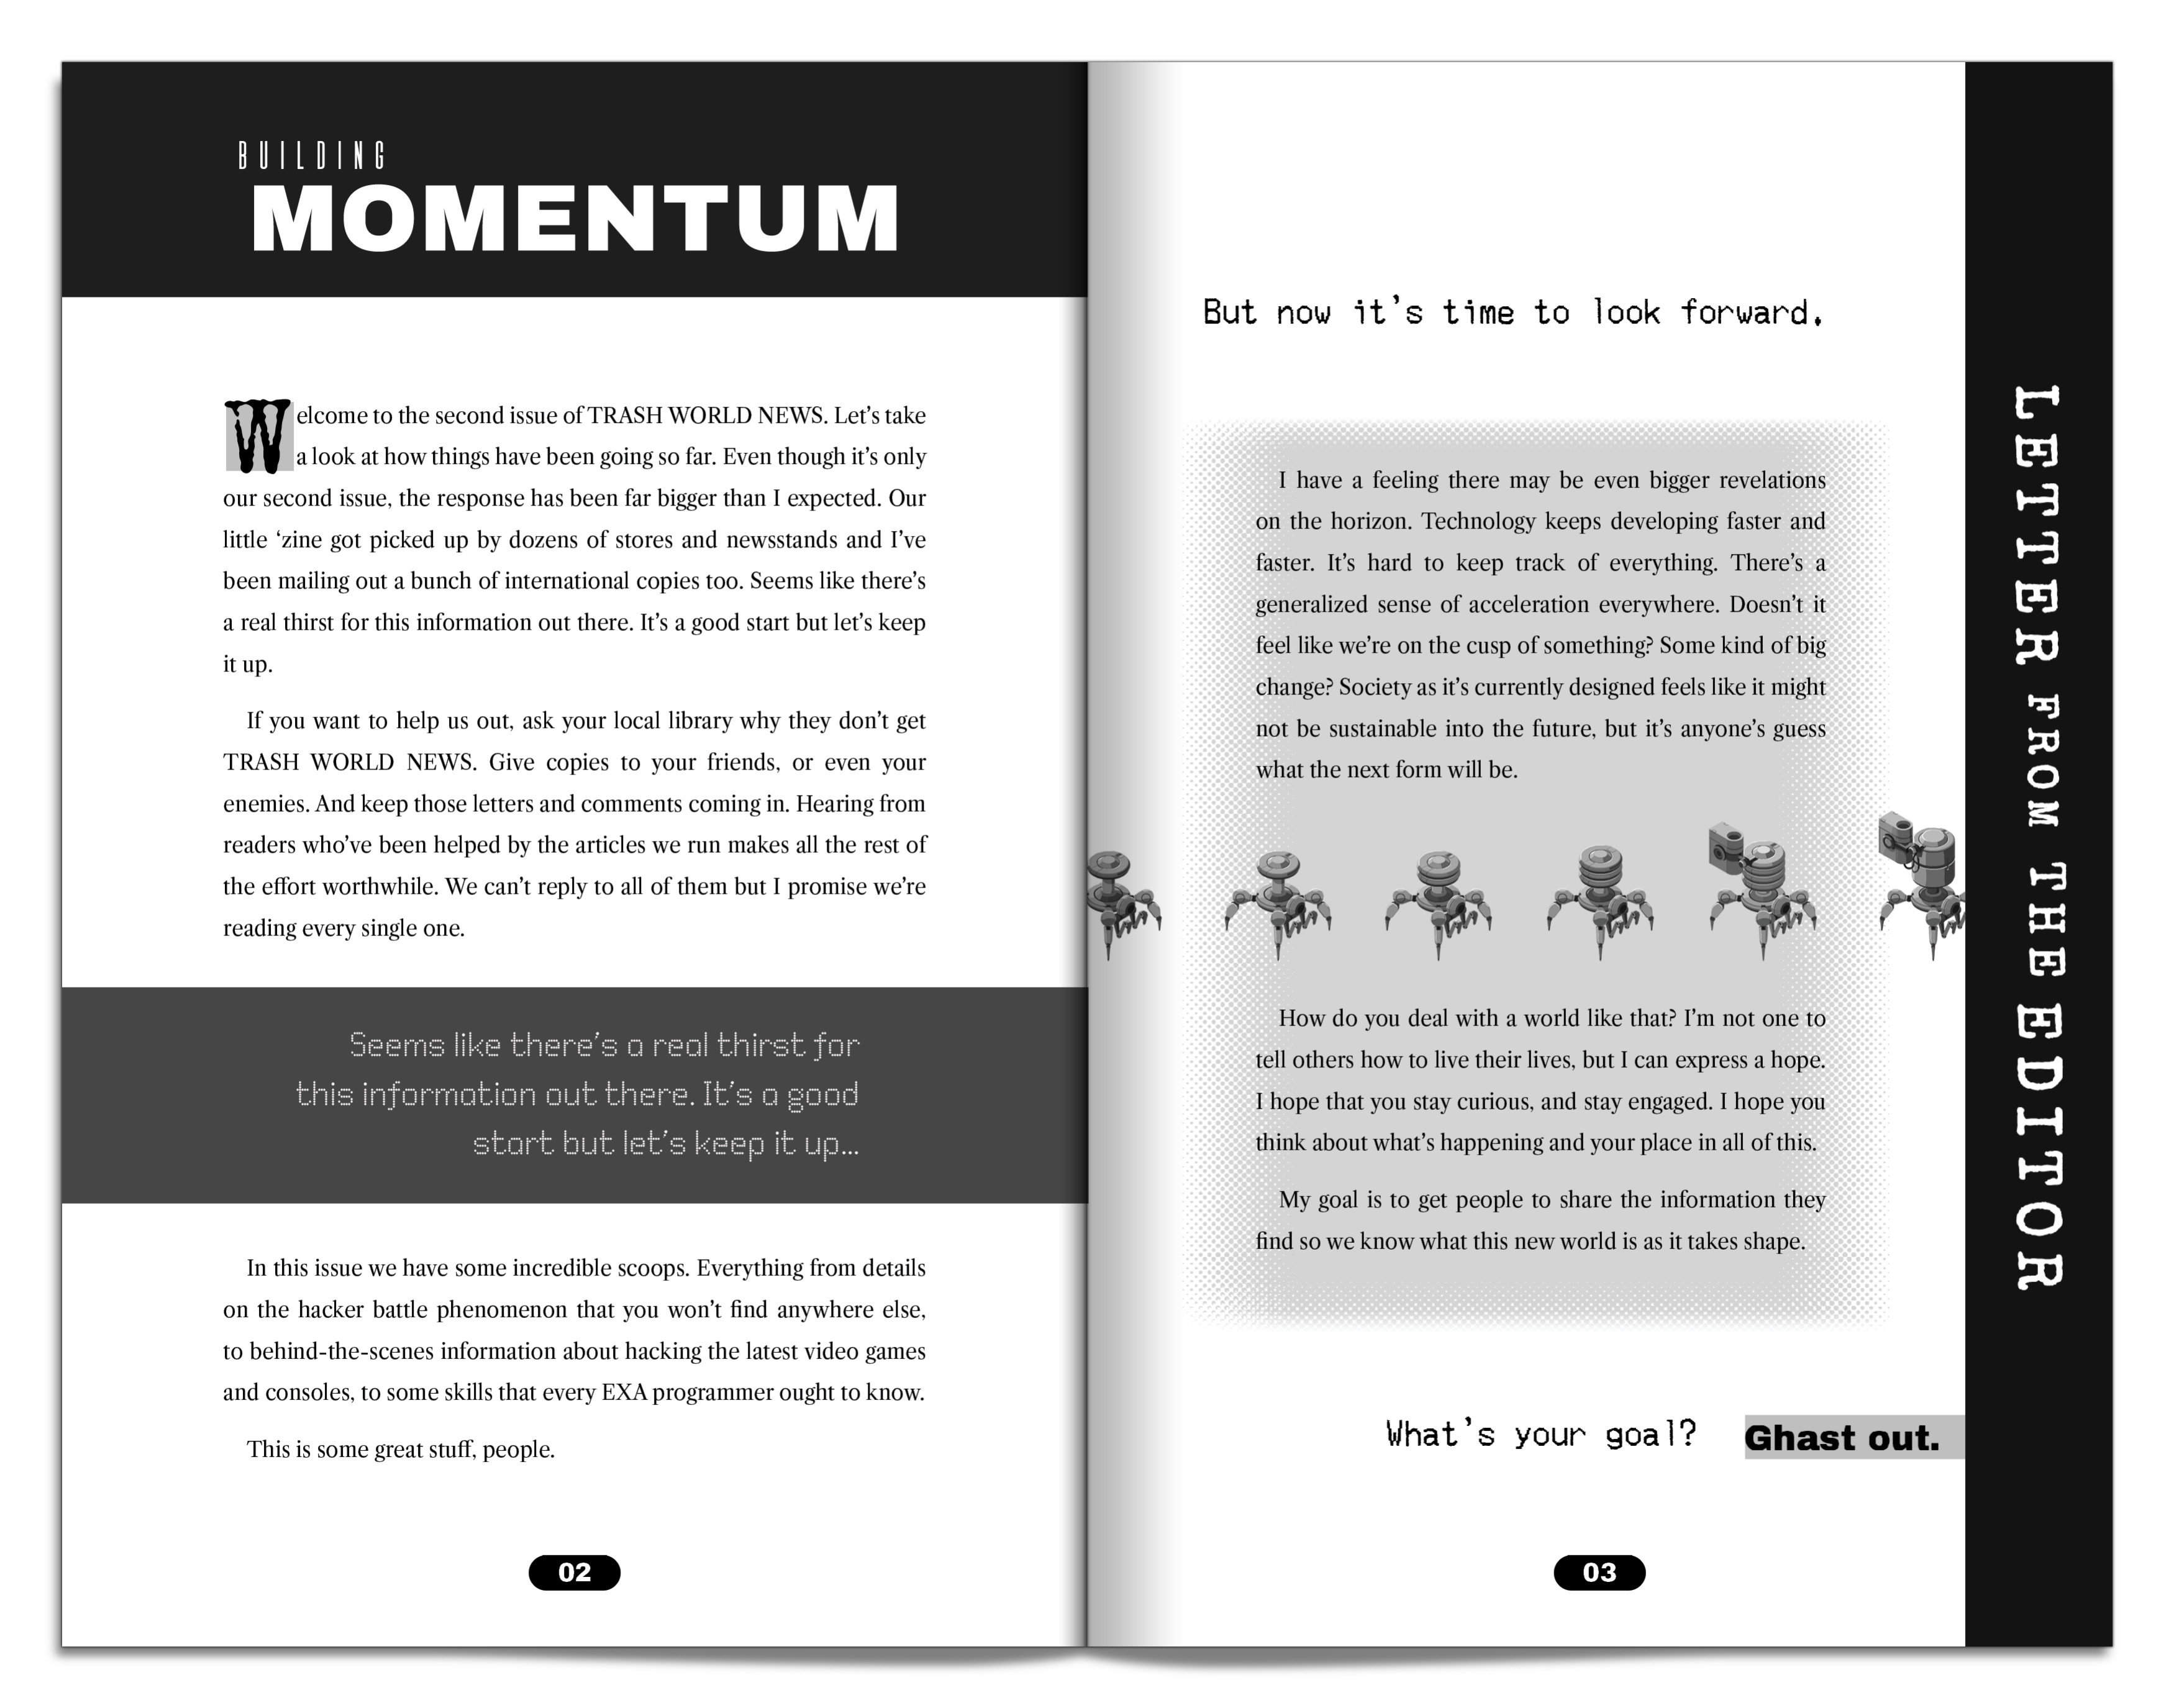 BUILDING
MOMENTUM
Welcome to the second issue of TRASH WORLD NEWS. Let's take
a look at how things have been going so far. Even though it's only
our second issue, the response has been far bigger than I expected. Our
little ‘zine got picked up by dozens of stores and newsstands and I’ve
been mailing out a bunch of international copies too. Seems like there’s
a real thirst for this information out there. It’s a good start but let’s keep
it up.
If you want to help us out, ask your local library why they don’t get
TRASH WORLD NEWS. Give copies to your friends, or even your
enemies. And keep those letters and comments coming in. Hearing from
readers who’ve been helped by the articles we run makes all the rest of
the effort worthwhile. We can’t reply to all of them but I promise we’re
reading every single one.
Seems like there’s a real thirst for
this information out there. It’s a good
start but let’s keep it up...
In this issue we have some incredible scoops. Everything from details
on the hacker battle phenomenon that you won’t find anywhere else,
to behind-the-scenes information about hacking the latest video games
and consoles, to some skills that every EXA programmer ought to know.
This is some great stuff, people.
02
But now it’s time to look forward.
I have a feeling there may be even bigger revelations
on the horizon. Technology keeps developing faster and
faster. It’s hard to keep track of everything. There’s a
generalized sense of acceleration everywhere. Doesn’t it
feel like we’re on the cusp of something? Some kind of big
change? Society as it’s currently designed feels like it might
not be sustainable into the future, but it’s anyone’s guess
what the next form will be.
How do you deal with a world like that? I’m not one to
tell others how to live their lives, but I can express a hope.
I hope that you stay curious, and stay engaged. I hope you
think about what’s happening and your place in all of this.
My goal is to get people to share the information they
find so we know what this new world is as it takes shape.
What’s your goal? Ghast out.
03
LETTER FROM THE EDITOR